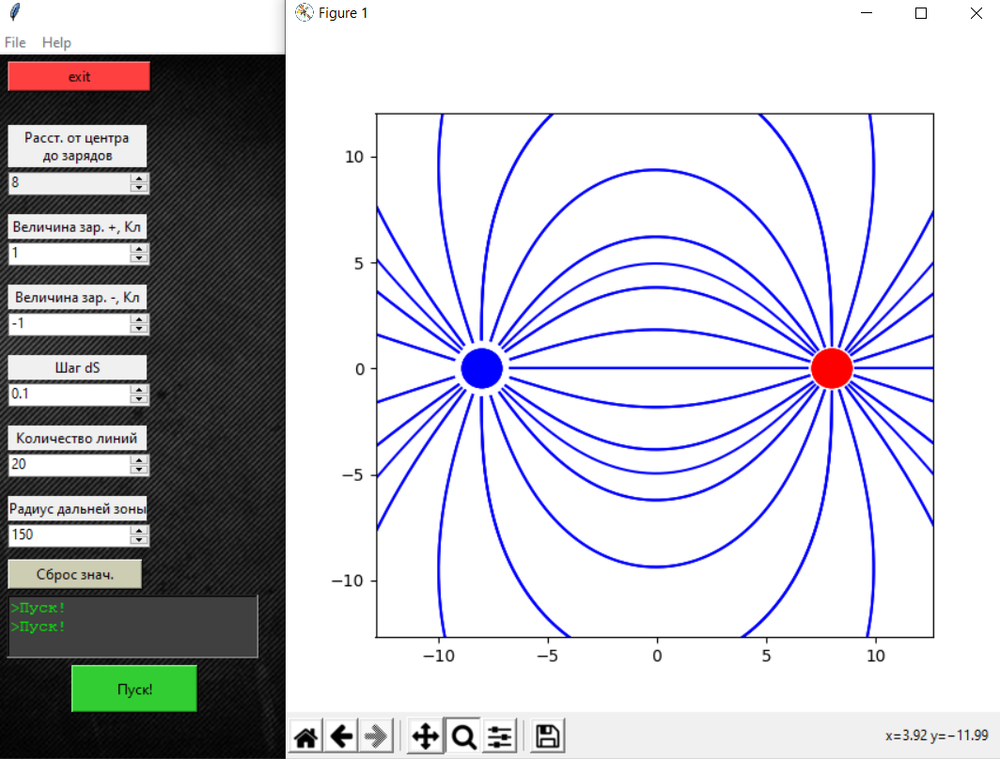 File Help
exit
Расст. от центра
до зарядов
8
Величина зар. +, Кл
1
Величина зар. -, Кл
-1
Шаг dS
0.1
Количество линий
20
Радиус дальней зоны
150
Сброс знач.
>Пуск!
>Пуск!
Пуск!
Figure 1
10
5
0
−5
−10
−10 −5 0 5 10
x=3.92 y=−11.99